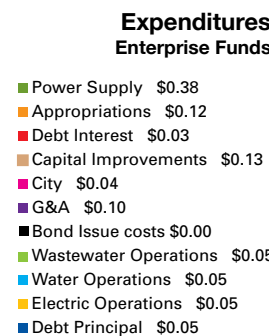 Expenditures
Enterprise Funds
Power Supply $0.38
Appropriations $0.12
Debt Interest $0.03
Capital Improvements $0.13
City $0.04
G&A $0.10
Bond Issue costs $0.00
Wastewater Operations $0.05
Water Operations $0.05
Electric Operations $0.05
Debt Principal $0.05